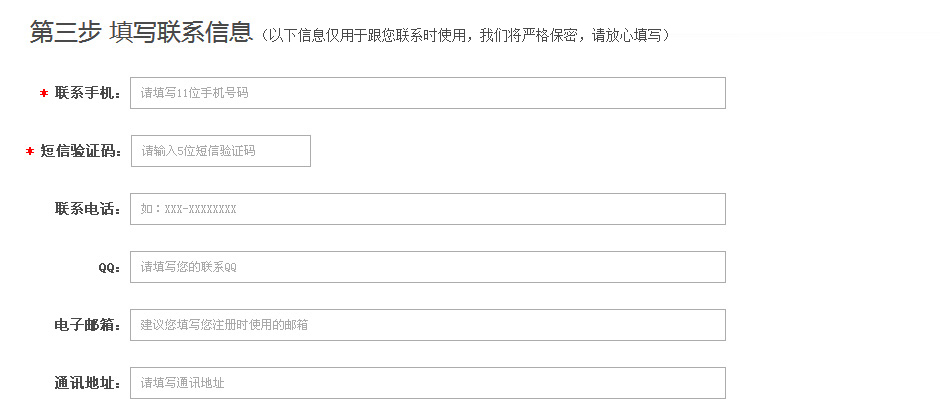 第三步 填写联系信息（以下信息仅用于跟您联系时使用，我们将严格保密，请放心填写）
* 联系手机： 请填写11位手机号码
* 短信验证码： 请输入5位短信验证码
联系电话： 如：XXX-XXXXXXXX
QQ： 请填写您的联系QQ
电子邮箱： 建议您填写您注册时使用的邮箱
通讯地址： 请填写通讯地址